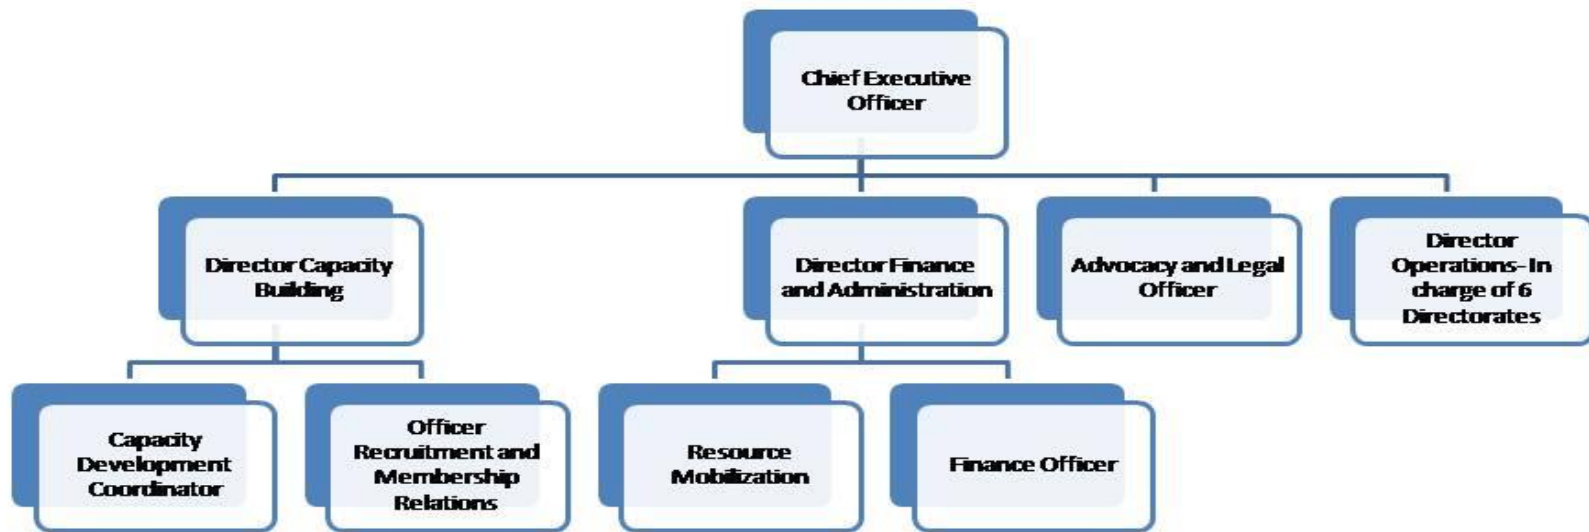 Chief Executive
Officer
Director Capacity
Building
Director Finance
and Administration
Advocacy and Legal
Officer
Director
Operations-In
charge of 6
Directorates
Capacity
Development
Coordinator
Officer
Recruitment and
Membership
Relations
Resource
Mobilization
Finance Officer